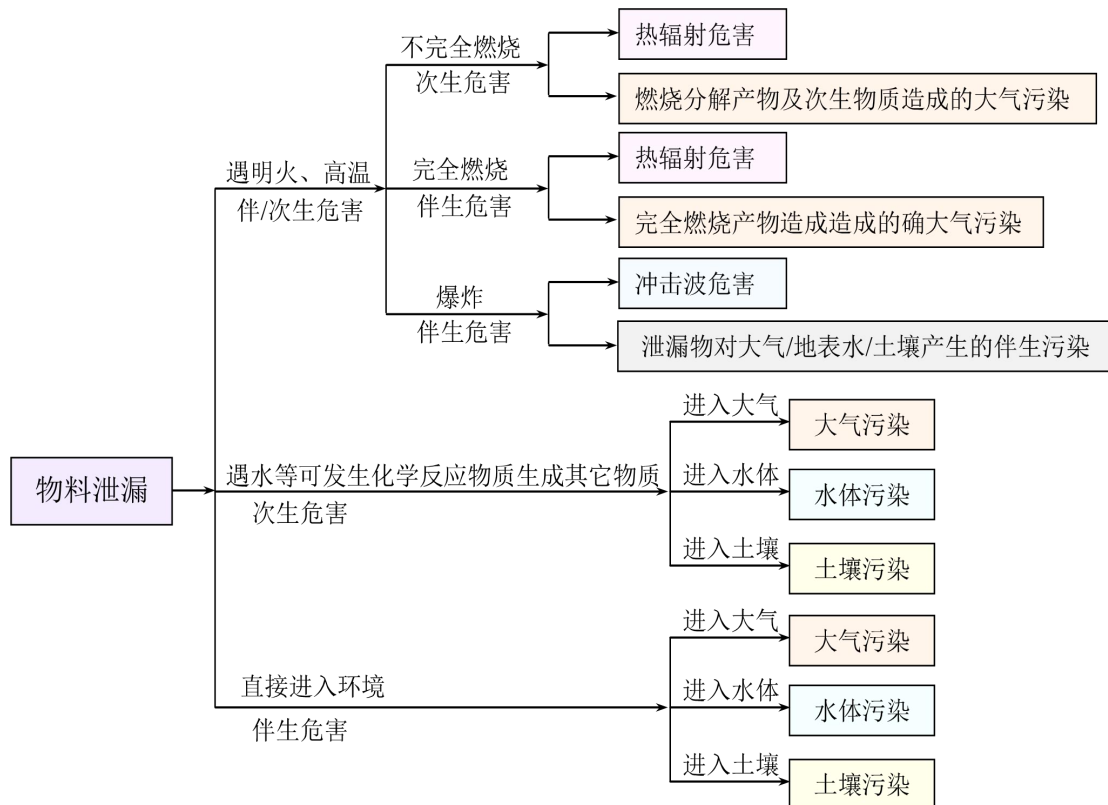 不完全燃烧
次生危害
热辐射危害
燃烧分解产物及次生物质造成的大气污染
遇明火、高温
伴/次生危害
完全燃烧
伴生危害
热辐射危害
完全燃烧产物造成造成的确大气污染
爆炸
伴生危害
冲击波危害
泄漏物对大气/地表水/土壤产生的伴生污染
物料泄漏
遇水等可发生化学反应物质生成其它物质
次生危害
进入大气
大气污染
进入水体
水体污染
进入土壤
土壤污染
直接进入环境
伴生危害
进入大气
大气污染
进入水体
水体污染
进入土壤
土壤污染